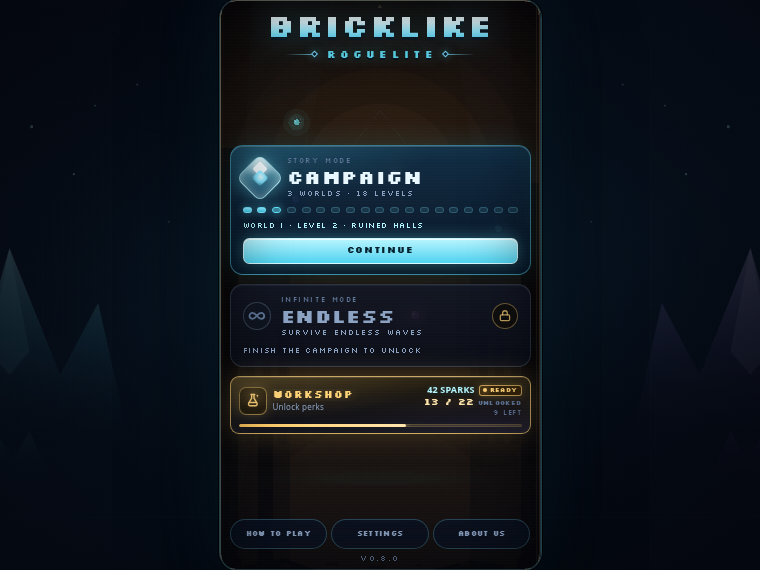 BRICKLIKE
ROGUELITE
STORY MODE
CAMPAIGN
3 WORLDS · 18 LEVELS
WORLD 1 · LEVEL 2 · RUINED HALLS
CONTINUE
INFINITE MODE
ENDLESS
SURVIVE ENDLESS WAVES
FINISH THE CAMPAIGN TO UNLOCK
WORKSHOP
Unlock perks
42 SPARKS
READY
13 / 22 UNLOCKED
9 LEFT
HOW TO PLAY
SETTINGS
ABOUT US
V0.8.0